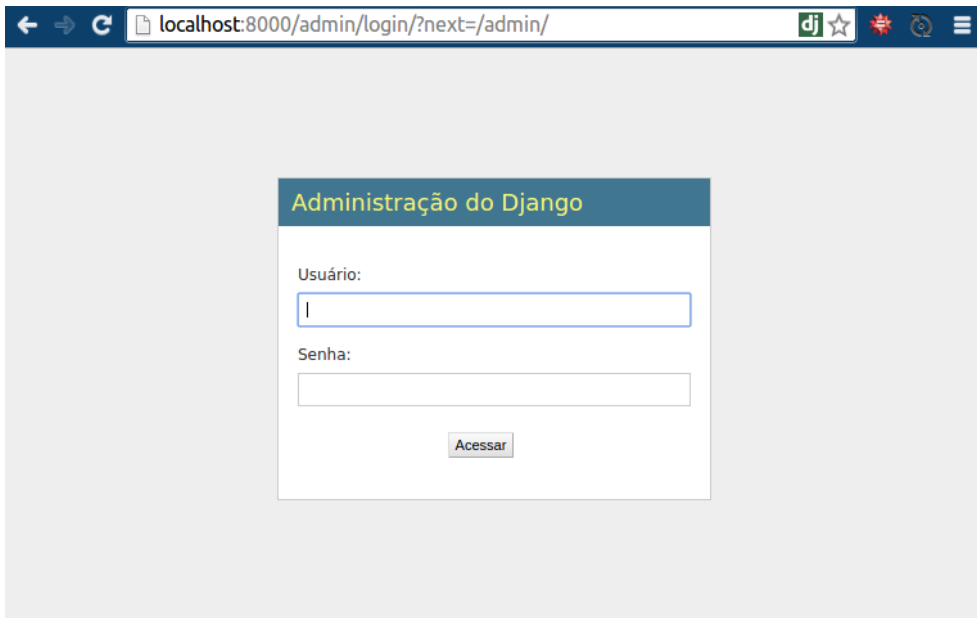 localhost:8000/admin/login/?next=/admin/
dj
Administração do Django
Usuário:
Senha:
Acessar